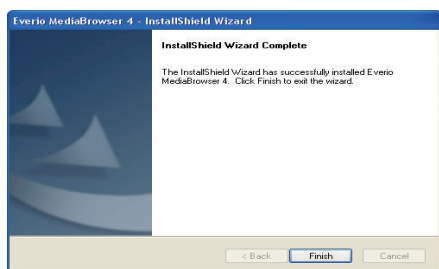 Everio MediaBrowser 4 - InstallShield Wizard
InstallShield Wizard Complete
The InstallShield Wizard has successfully installed Everio
MediaBrowser 4. Click Finish to exit the wizard.
< Back
Finish
Cancel